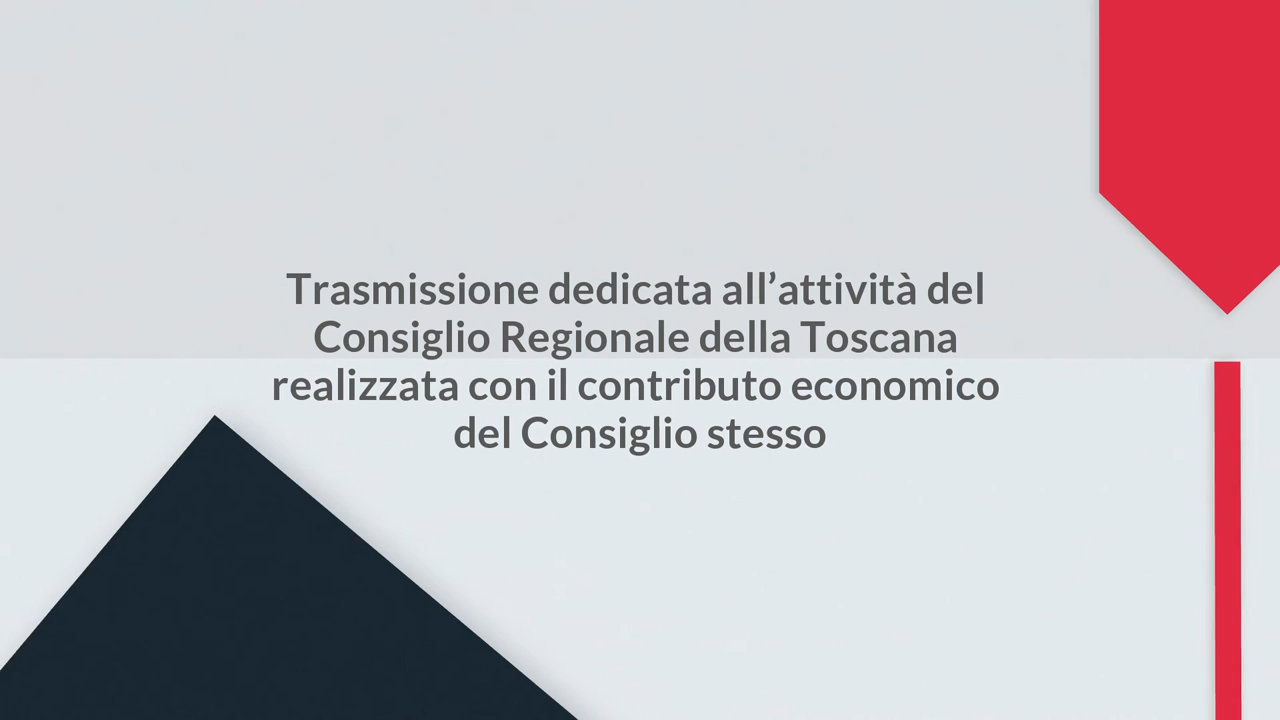 Trasmissione dedicata all’attività del
Consiglio Regionale della Toscana
realizzata con il contributo economico
del Consiglio stesso